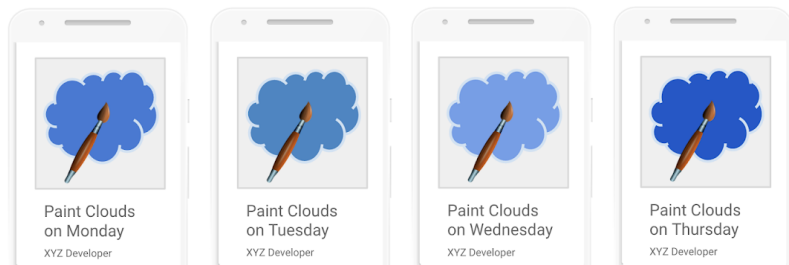 Paint Clouds
on Monday
XYZ Developer
Paint Clouds
on Tuesday
XYZ Developer
Paint Clouds
on Wednesday
XYZ Developer
Paint Clouds
on Thursday
XYZ Developer